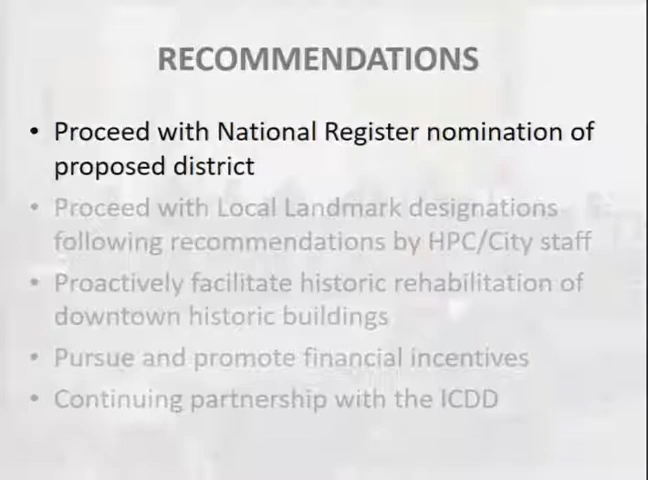 RECOMMENDATIONS
• Proceed with National Register nomination of
proposed district
• Proceed with Local Landmark designations
following recommendations by HPC/City staff
• Proactively facilitate historic rehabilitation of
downtown historic buildings
• Pursue and promote financial incentives
• Continuing partnership with the ICDD